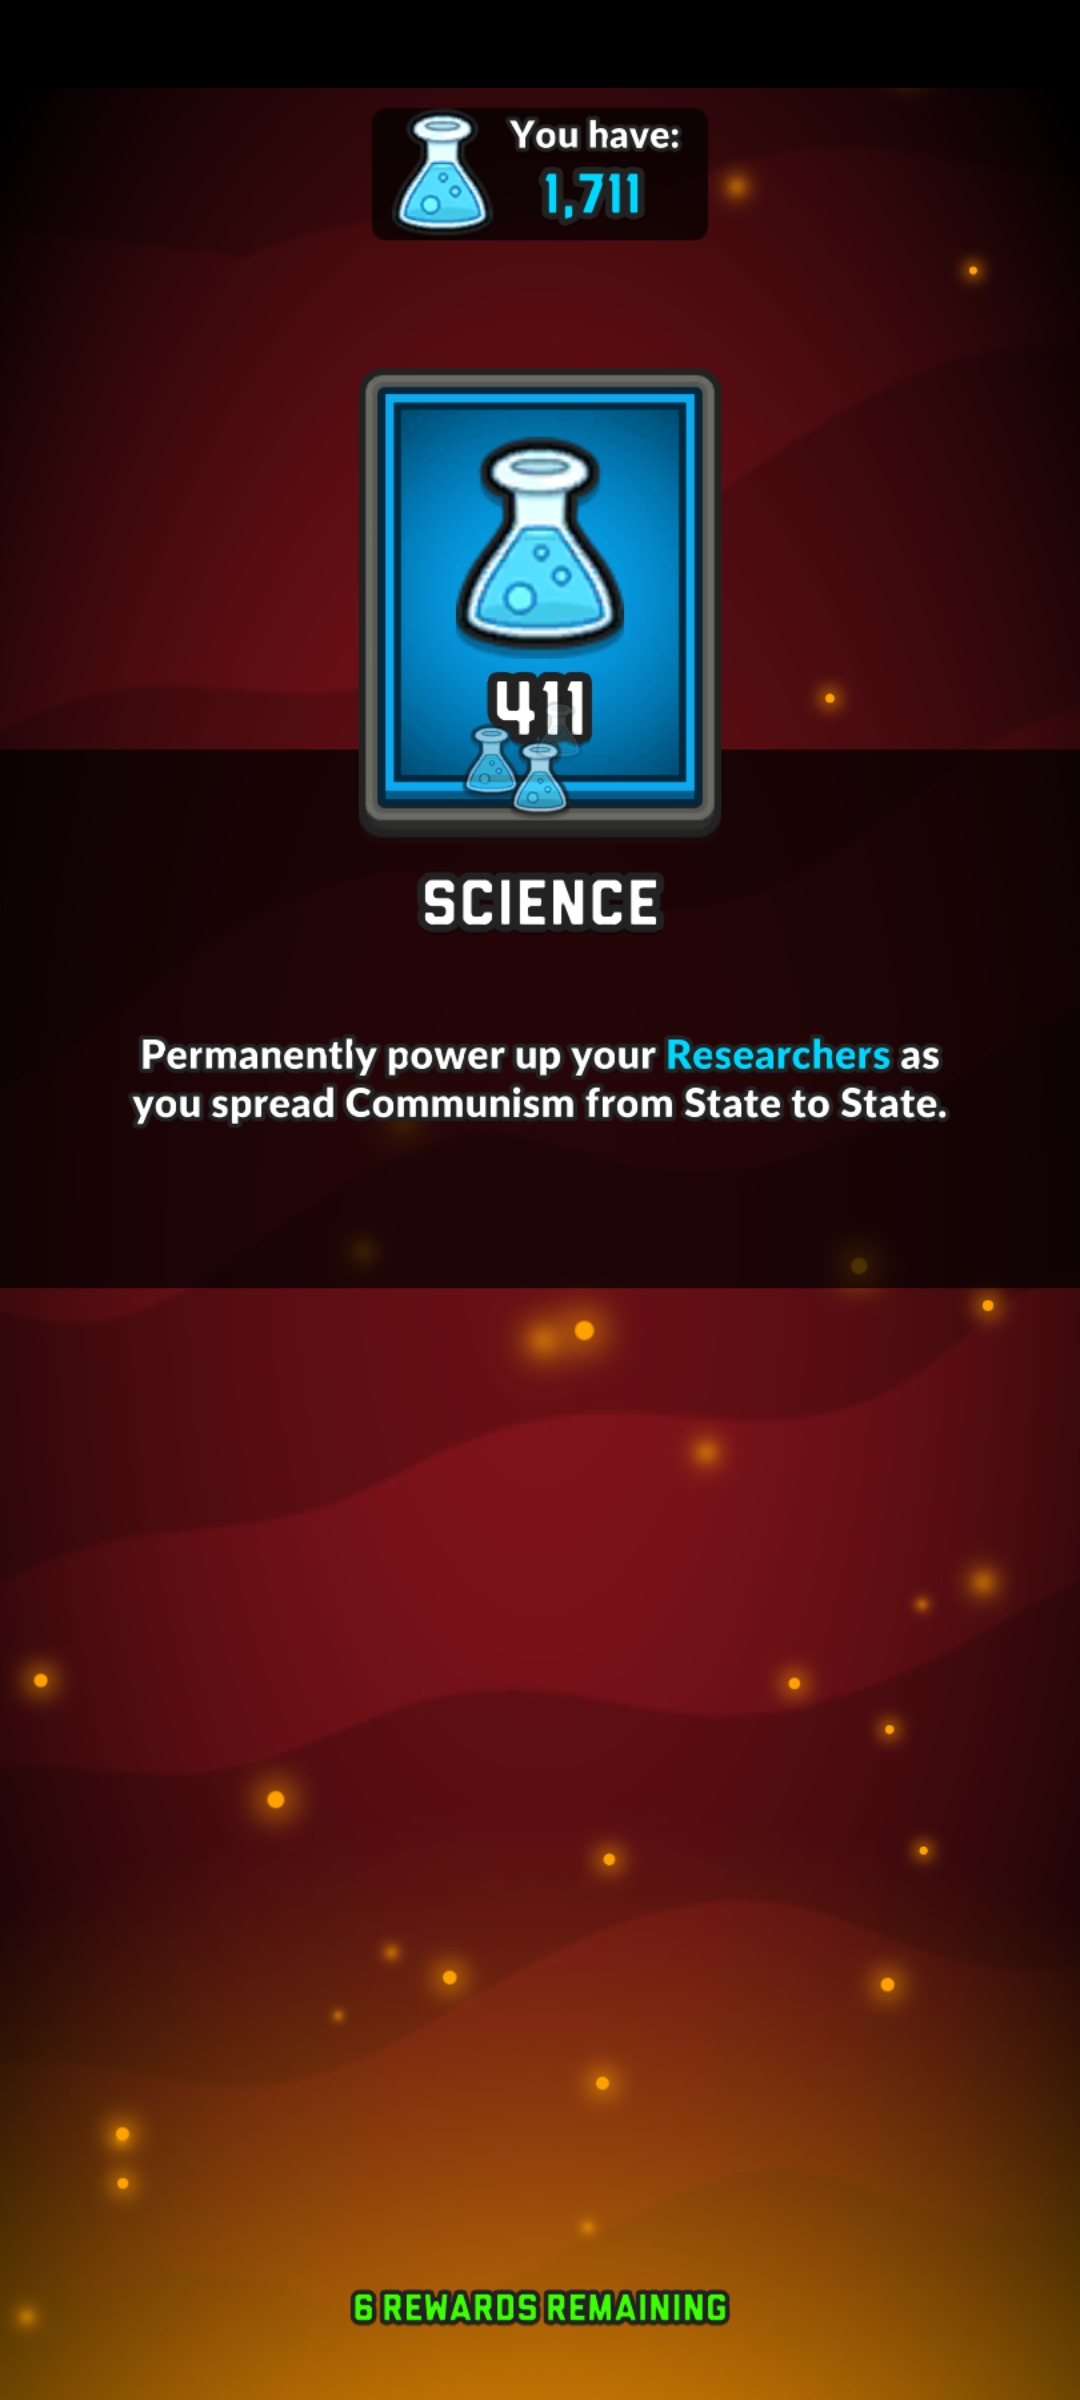 You have:
1,711
411
SCIENCE
Permanently power up your Researchers as
you spread Communism from State to State.
6 REWARDS REMAINING